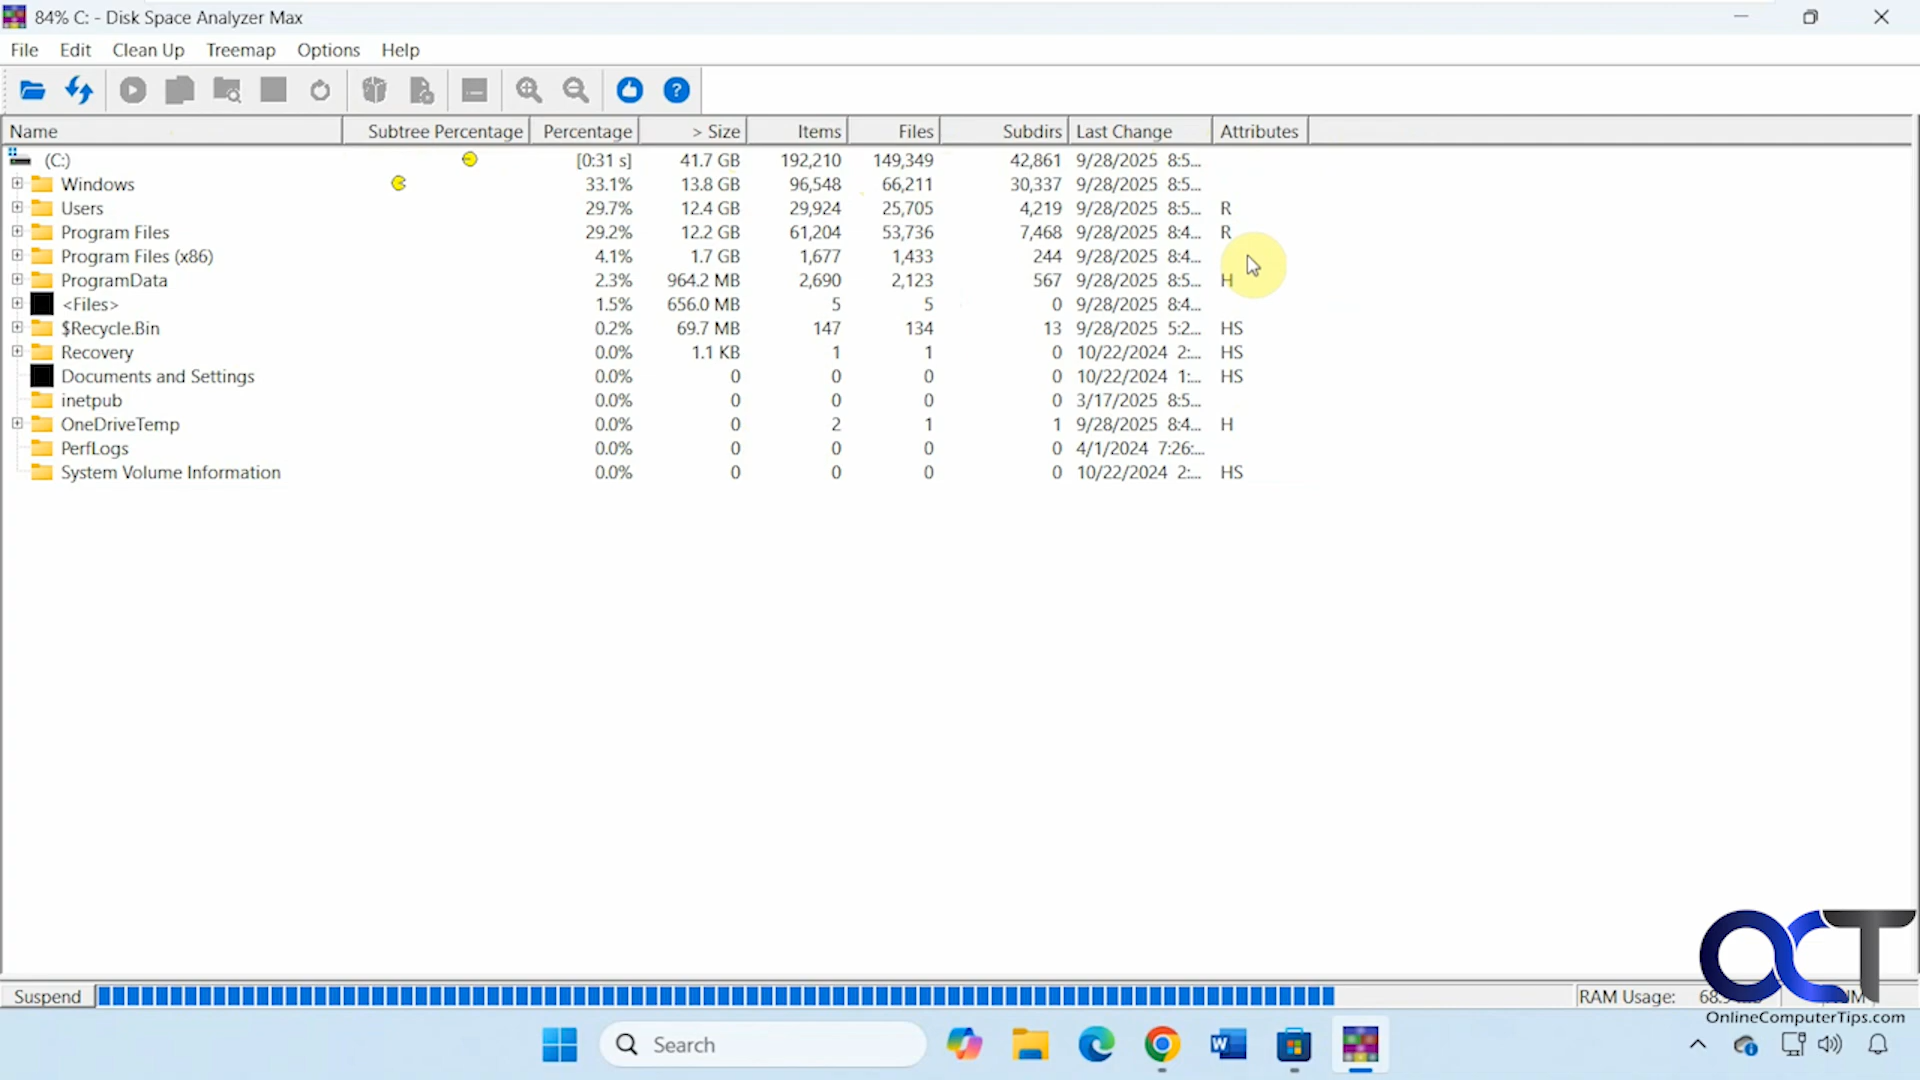 84% C: - Disk Space Analyzer Max
File Edit Clean Up Treemap Options Help
Name Subtree Percentage Percentage > Size Items Files Subdirs Last Change Attributes
(C:) [0:31 s] 41.7 GB 192,210 149,349 42,861 9/28/2025 8:5...
Windows 33.1% 13.8 GB 96,548 66,211 30,337 9/28/2025 8:5...
Users 29.7% 12.4 GB 29,924 25,705 4,219 9/28/2025 8:5... R
Program Files 29.2% 12.2 GB 61,204 53,736 7,468 9/28/2025 8:4... R
Program Files (x86) 4.1% 1.7 GB 1,677 1,433 244 9/28/2025 8:4...
ProgramData 2.3% 964.2 MB 2,690 2,123 567 9/28/2025 8:5... H
<Files> 1.5% 656.0 MB 5 5 0 9/28/2025 8:4...
$Recycle.Bin 0.2% 69.7 MB 147 134 13 9/28/2025 5:2... HS
Recovery 0.0% 1.1 KB 1 1 0 10/22/2024 2:... HS
Documents and Settings 0.0% 0 0 0 0 10/22/2024 1:... HS
inetpub 0.0% 0 0 0 0 3/17/2025 8:5...
OneDriveTemp 0.0% 0 2 1 1 9/28/2025 8:4... H
PerfLogs 0.0% 0 0 0 0 4/1/2024 7:26:...
System Volume Information 0.0% 0 0 0 0 10/22/2024 2:... HS
Suspend RAM Usage:
OCT
OnlineComputerTips.com
Search